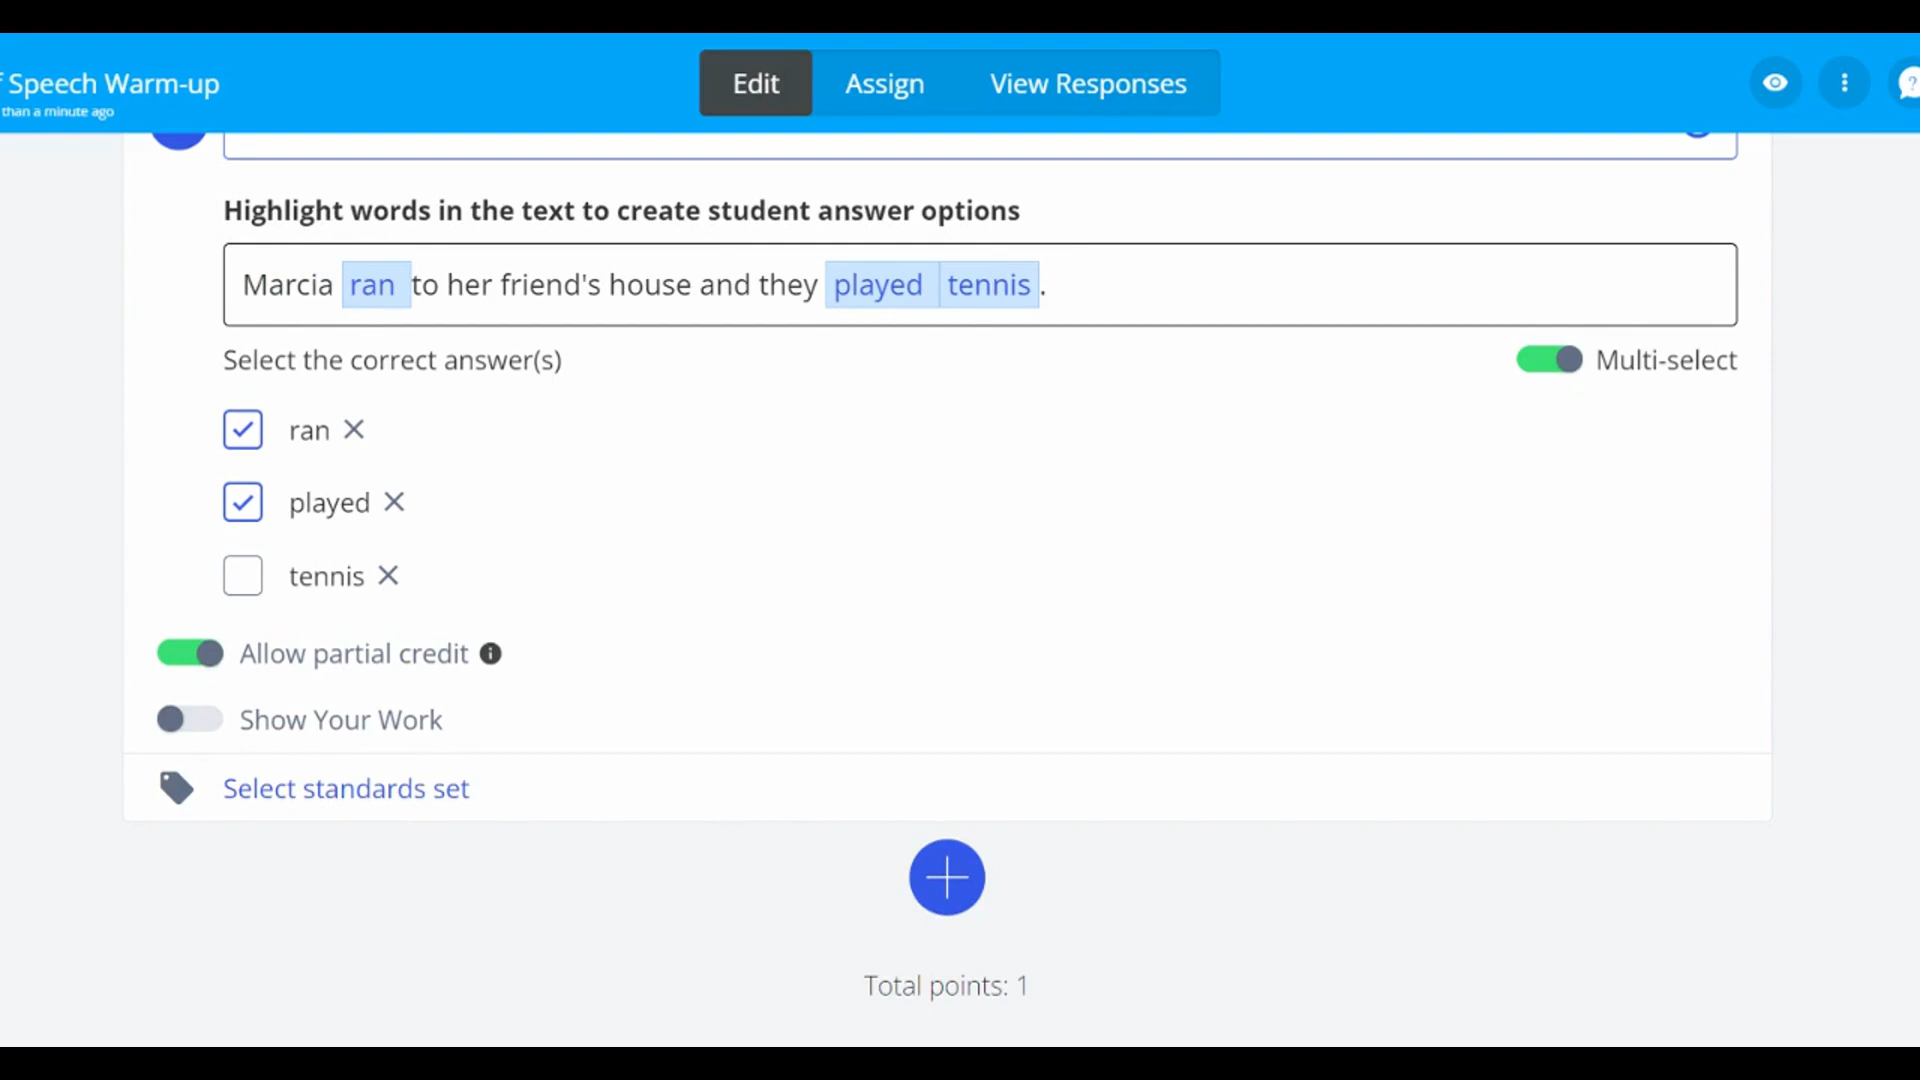 Speech Warm-up
than a minute ago
Edit
Assign
View Responses
?
Highlight words in the text to create student answer options
Marcia ran to her friend's house and they played tennis.
Select the correct answer(s)
Multi-select
ran
played
tennis
Allow partial credit
Show Your Work
Select standards set
Total points: 1